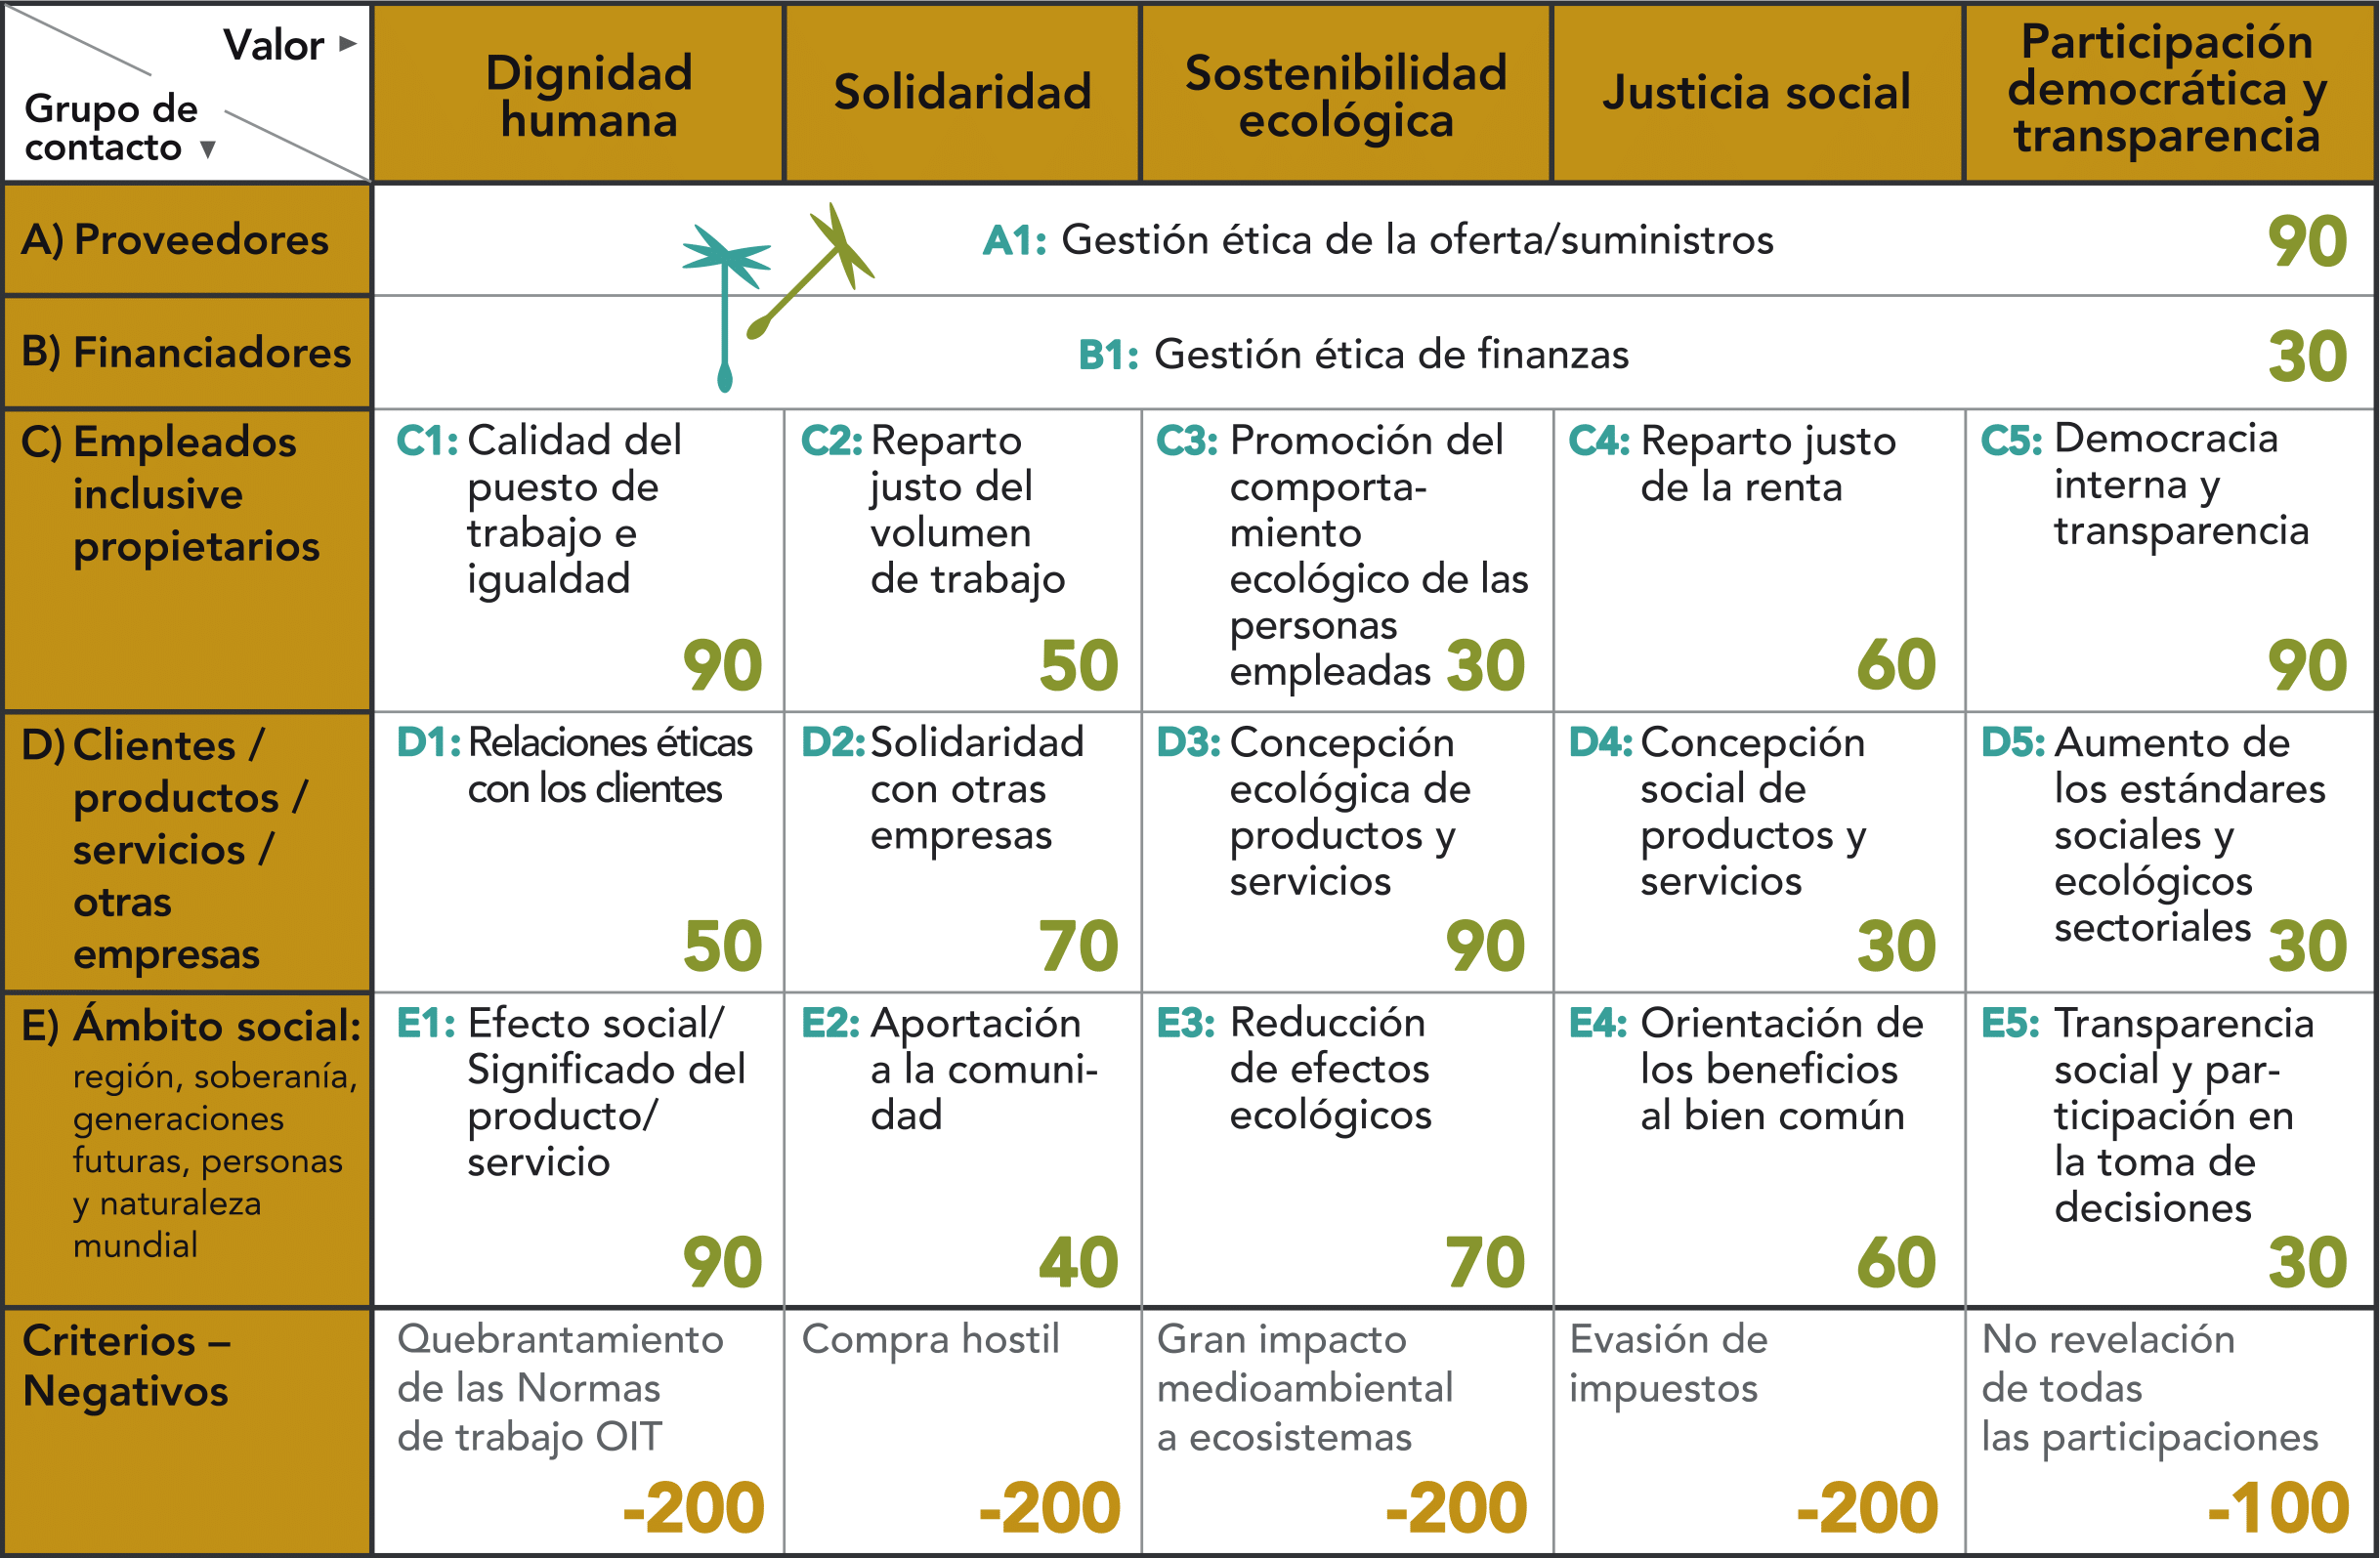 Valor
Grupo de
contacto
Dignidad
humana
Solidaridad
Sostenibilidad
ecológica
Justicia social
Participación
democrática y
transparencia
A) Proveedores
A1: Gestión ética de la oferta/suministros
90
B) Financiadores
B1: Gestión ética de finanzas
30
C) Empleados
inclusive
propietarios
C1: Calidad del
puesto de
trabajo e
igualdad
90
C2: Reparto
justo del
volumen
de trabajo
50
C3: Promoción del
comporta-
miento
ecológico de las
personas
empleadas 30
C4: Reparto justo
de la renta
60
C5: Democracia
interna y
transparencia
90
D) Clientes /
productos /
servicios /
otras
empresas
D1: Relaciones éticas
con los clientes
50
D2: Solidaridad
con otras
empresas
70
D3: Concepción
ecológica de
productos y
servicios
90
D4: Concepción
social de
productos y
servicios
30
D5: Aumento de
los estándares
sociales y
ecológicos
sectoriales 30
E) Ámbito social:
región, soberanía,
generaciones
futuras, personas
y naturaleza
mundial
E1: Efecto social/
Significado del
producto/
servicio
90
E2: Aportación
a la comuni-
dad
40
E3: Reducción
de efectos
ecológicos
70
E4: Orientación de
los beneficios
al bien común
60
E5: Transparencia
social y par-
ticipación en
la toma de
decisiones
30
Criterios –
Negativos
Quebrantamiento
de las Normas
de trabajo OIT
-200
Compra hostil
-200
Gran impacto
medioambiental
a ecosistemas
-200
Evasión de
impuestos
-200
No revelación
de todas
las participaciones
-100